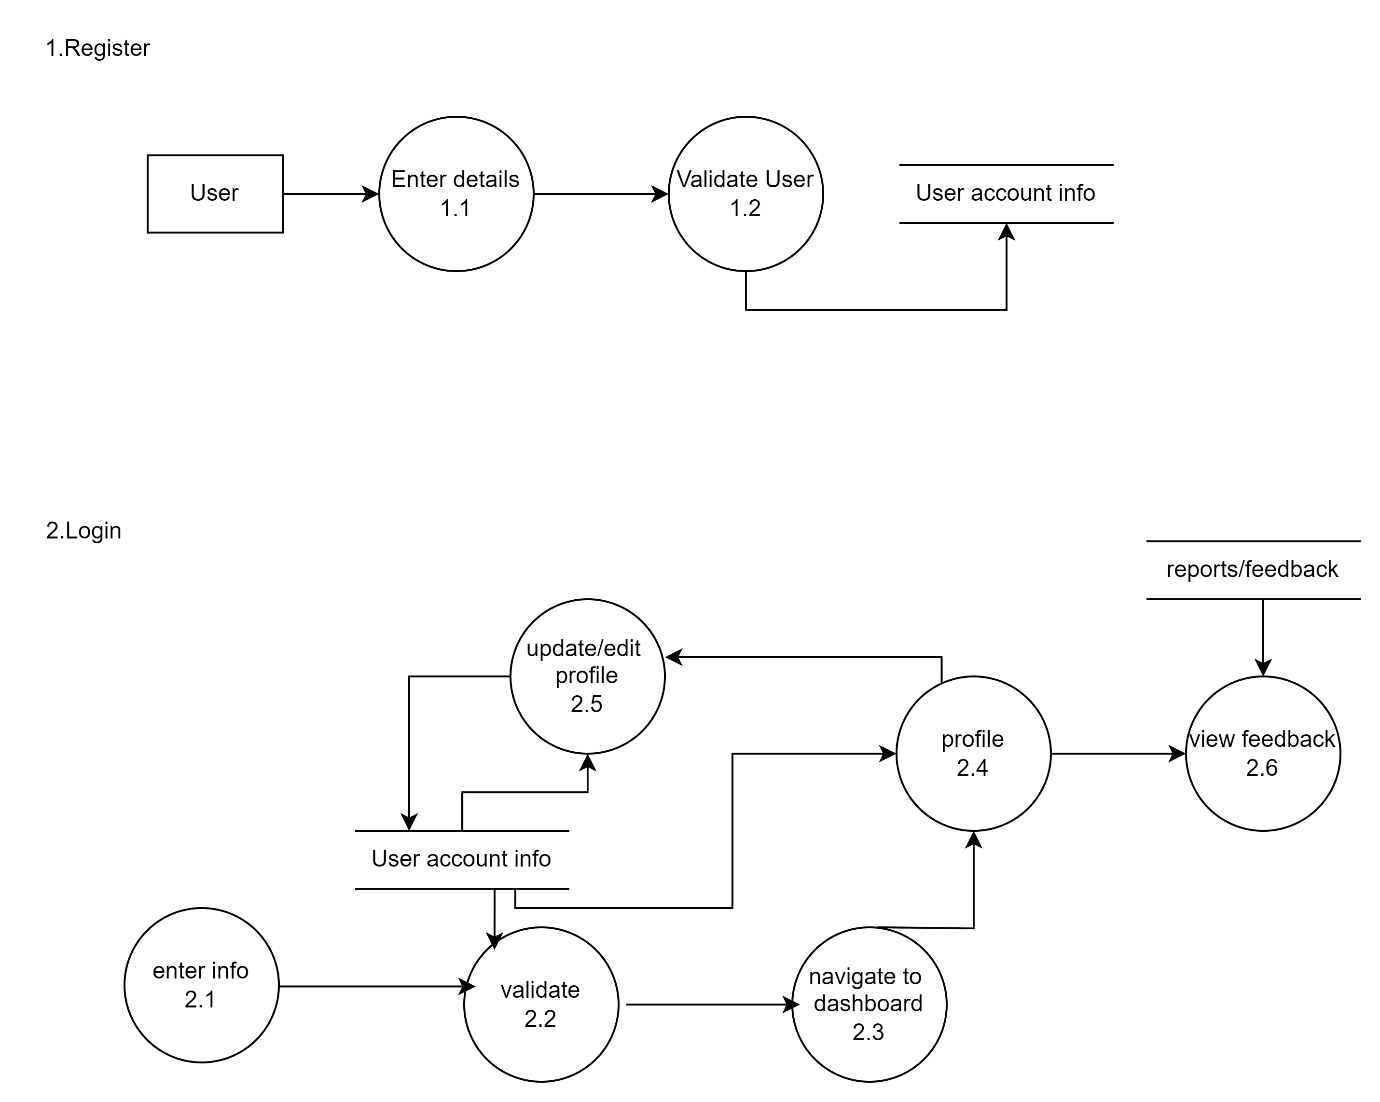 1.Register
User
Enter details
1.1
Validate User
1.2
User account info
2.Login
reports/feedback
update/edit
profile
2.5
profile
2.4
view feedback
2.6
User account info
enter info
2.1
validate
2.2
navigate to
dashboard
2.3